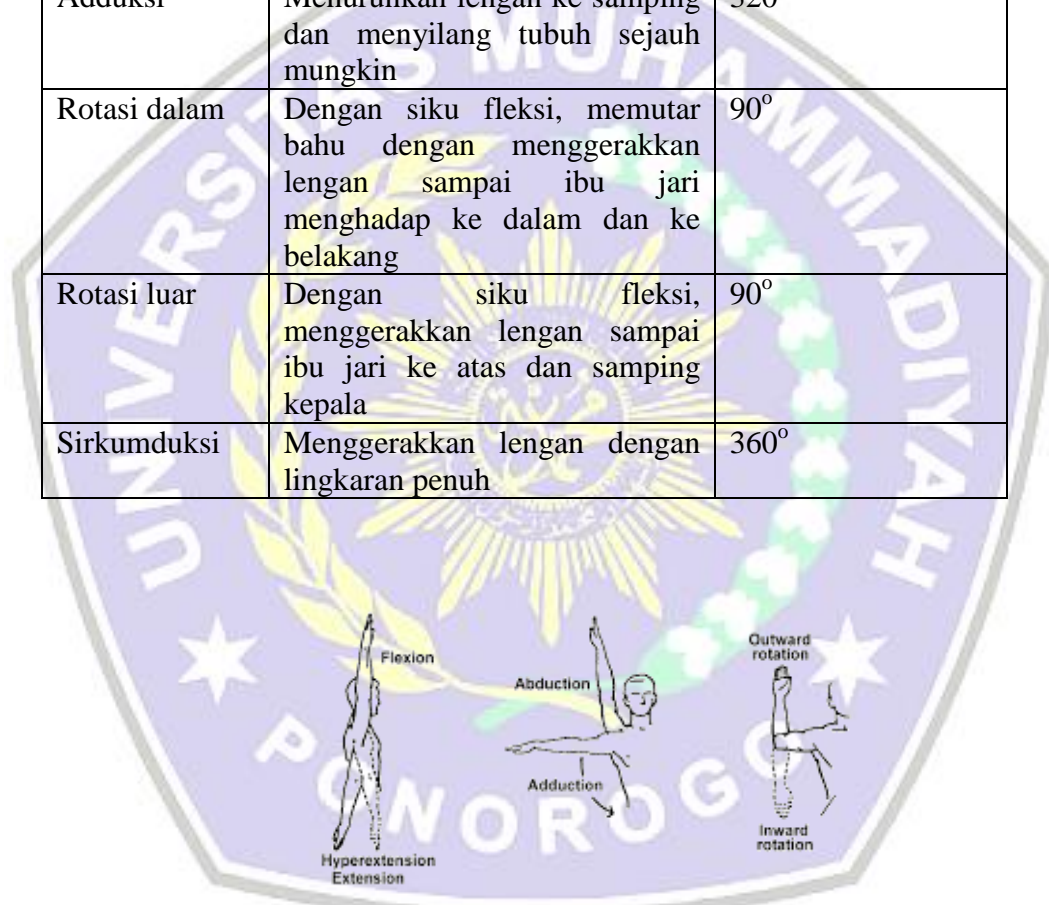 Adduksi Menurunkan lengan ke samping 320
dan menyilang tubuh sejauh
mungkin
Rotasi dalam Dengan siku fleksi, memutar 90°
bahu dengan menggerakkan
lengan sampai ibu jari
menghadap ke dalam dan ke
belakang
Rotasi luar Dengan siku fleksi, 90°
menggerakkan lengan sampai
ibu jari ke atas dan samping
kepala
Sirkumduksi Menggerakkan lengan dengan 360°
lingkaran penuh
UNIVERSITAS MUHAMMADIYAH
PONOROGO
Flexion
Hyperextension
Extension
Abduction
Adduction
Outward
rotation
Inward
rotation